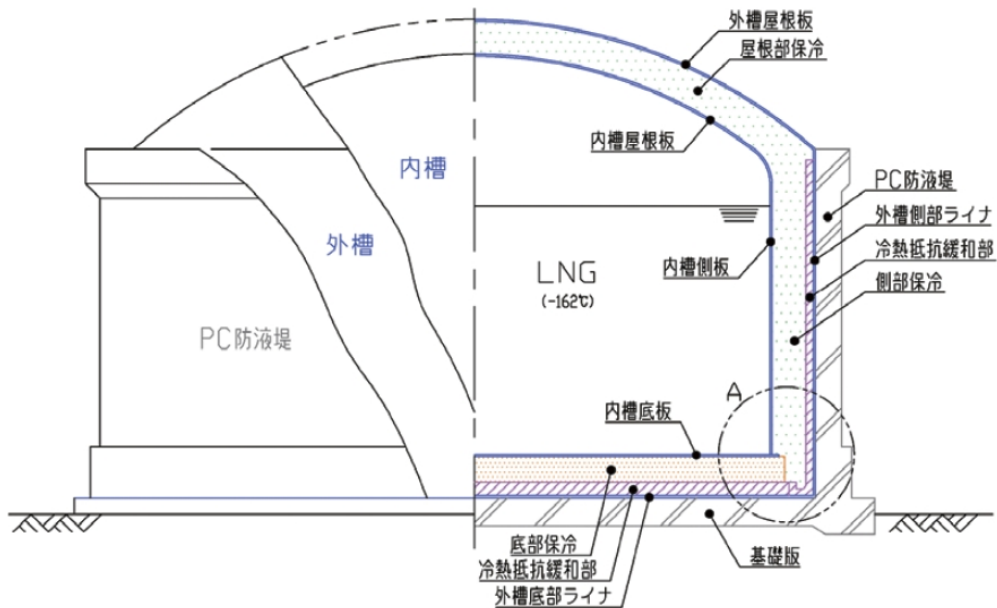 外槽屋根板
屋根部保冷
内槽屋根板
内槽
外槽
PC防液堤
LNG
(-162℃)
内槽側板
PC防液堤
外槽側部ライナ
冷熱抵抗緩和部
側部保冷
A
内槽底板
底部保冷
冷熱抵抗緩和部
外槽底部ライナ
基礎版